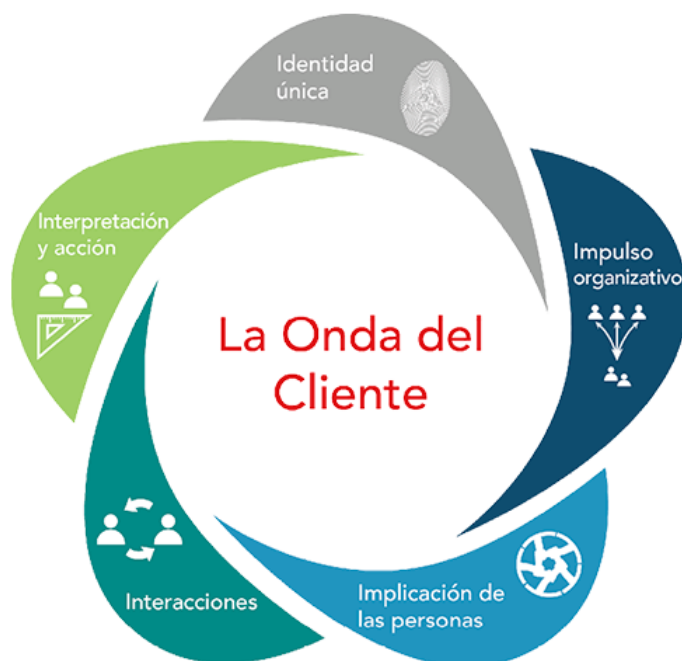 Identidad
única
Impulso
organizativo
Implicación de
las personas
Interacciones
Interpretación
y acción
La Onda del
Cliente